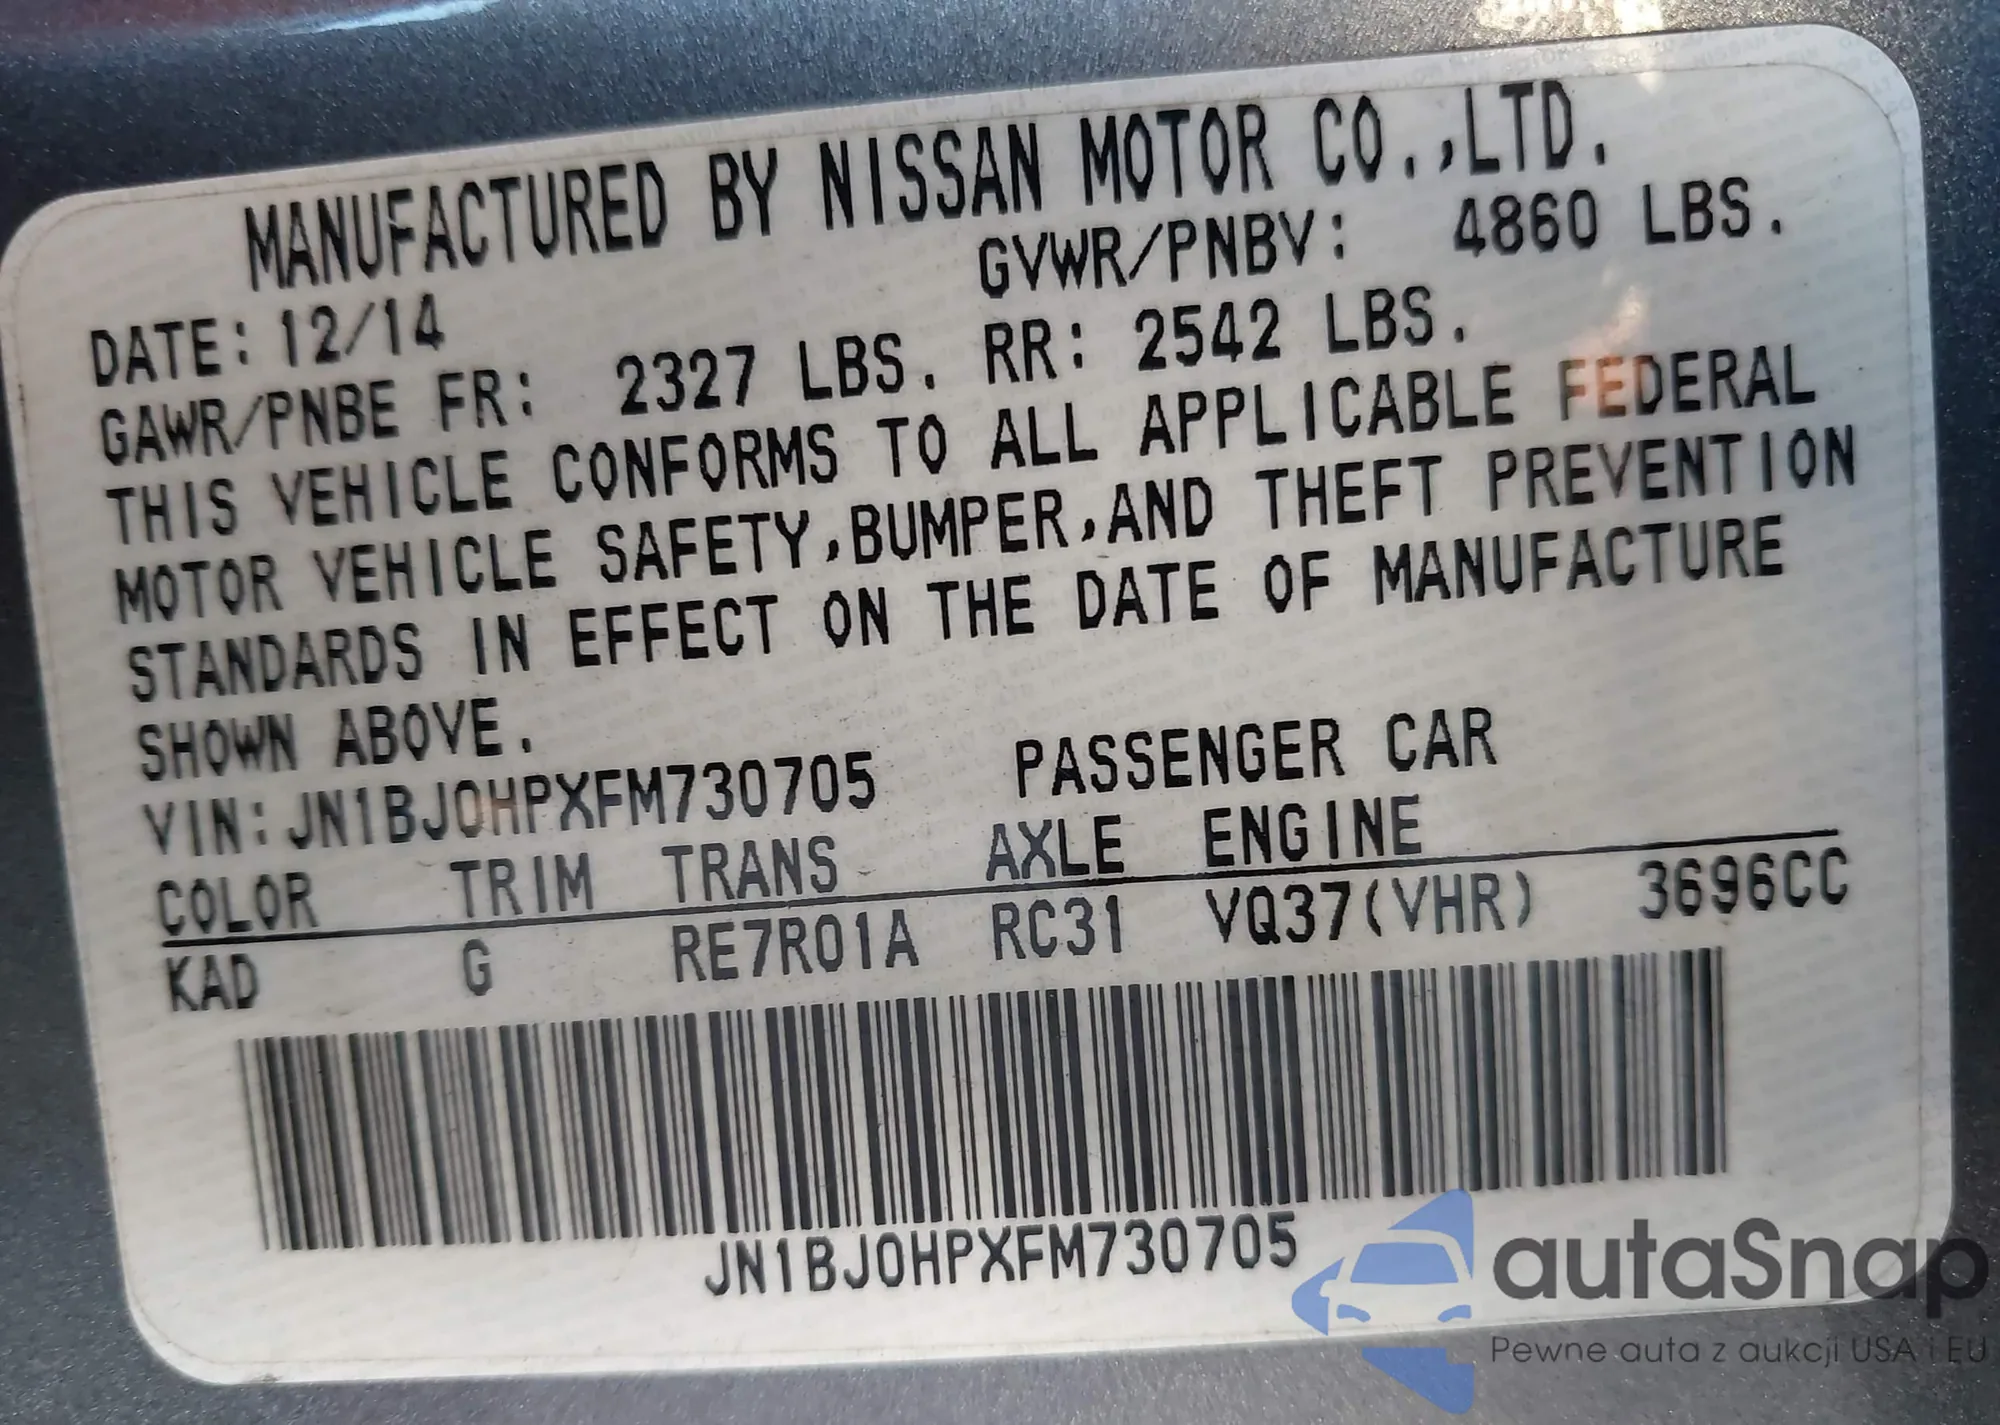 MANUFACTURED BY NISSAN MOTOR CO.,LTD.
DATE: 12/14 GVWR/PNBV: 4860 LBS.
GAWR/PNBE FR: 2327 LBS. RR: 2542 LBS.
THIS VEHICLE CONFORMS TO ALL APPLICABLE FEDERAL
MOTOR VEHICLE SAFETY,BUMPER,AND THEFT PREVENTION
STANDARDS IN EFFECT ON THE DATE OF MANUFACTURE
SHOWN ABOVE.
VIN:JN1BJ0HPXFM730705 PASSENGER CAR
COLOR TRIM TRANS AXLE ENGINE
KAD G RE7R01A RC31 VQ37(VHR) 3696CC
JN1BJ0HPXFM730705
autaSnap
Pewne auta z aukcji USA i EU